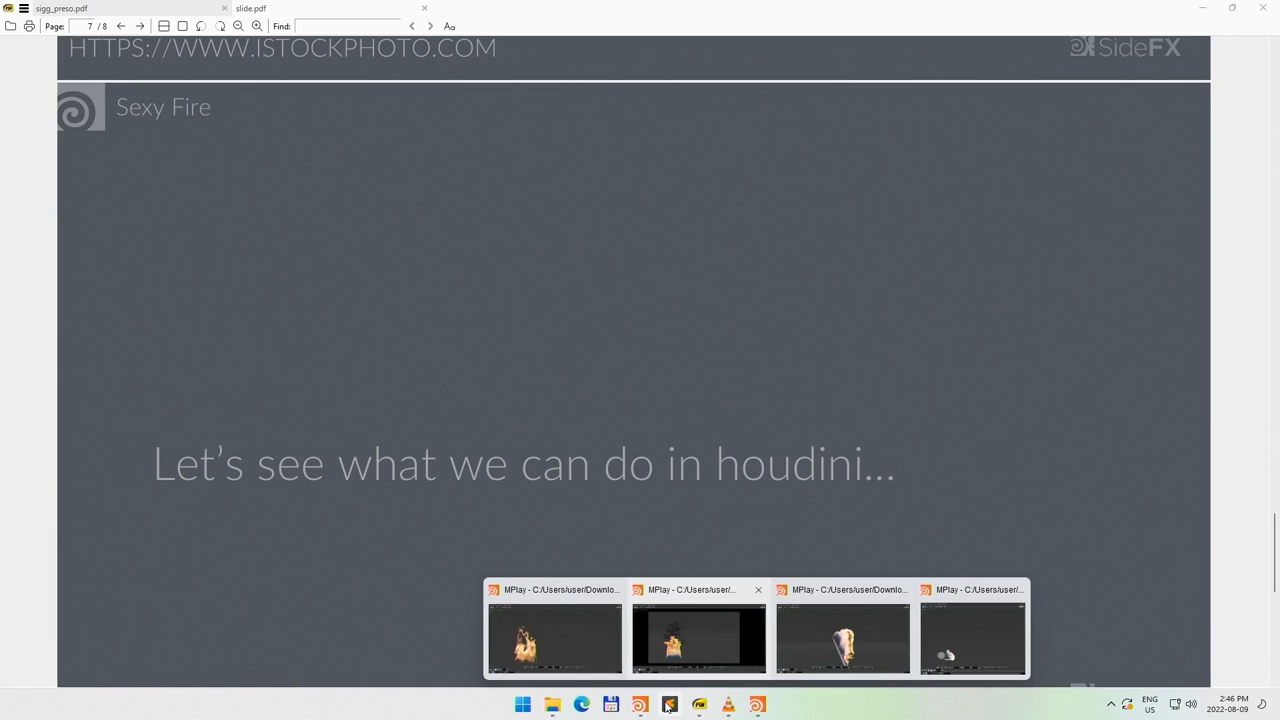 sigg_preso.pdf
slide.pdf
Page: 7 / 8
Find:
Aa
HTTPS://WWW.ISTOCKPHOTO.COM
SideFX
Sexy Fire
Let's see what we can do in houdini...
MPlay - C:/Users/user/Downlo...
MPlay - C:/Users/user/...
MPlay - C:/Users/user/Downlo...
MPlay - C:/Users/user/...
ENG
US
2:46 PM
2022-08-09